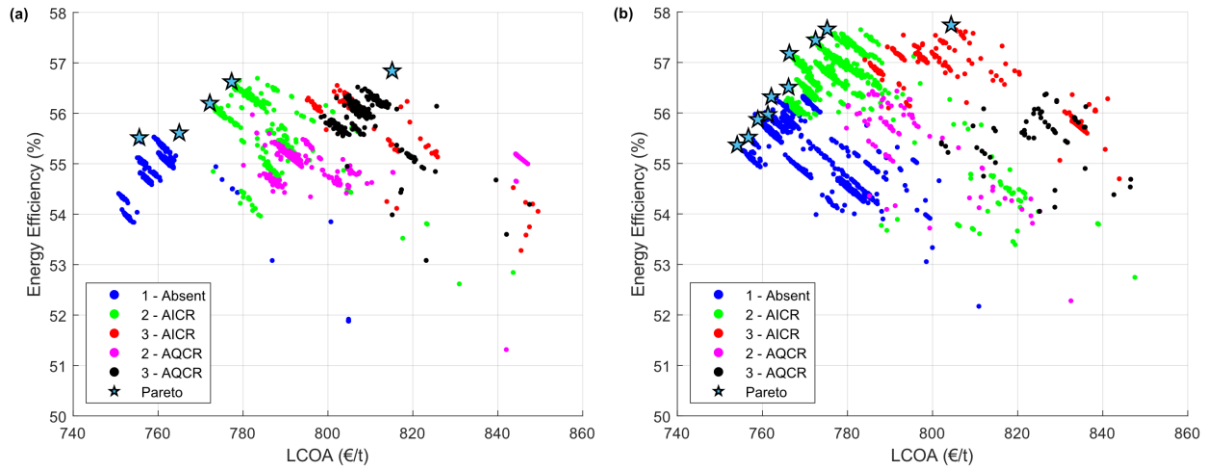 (a)
58
57
56
55
54
53
52
51
50
Energy Efficiency (%)
1 - Absent
2 - AICR
3 - AICR
2 - AQCR
3 - AQCR
Pareto
740 760 780 800 820 840 860
LCOA (€/t)
(b)
58
57
56
55
54
53
52
51
50
Energy Efficiency (%)
1 - Absent
2 - AICR
3 - AICR
2 - AQCR
3 - AQCR
Pareto
740 760 780 800 820 840 860
LCOA (€/t)